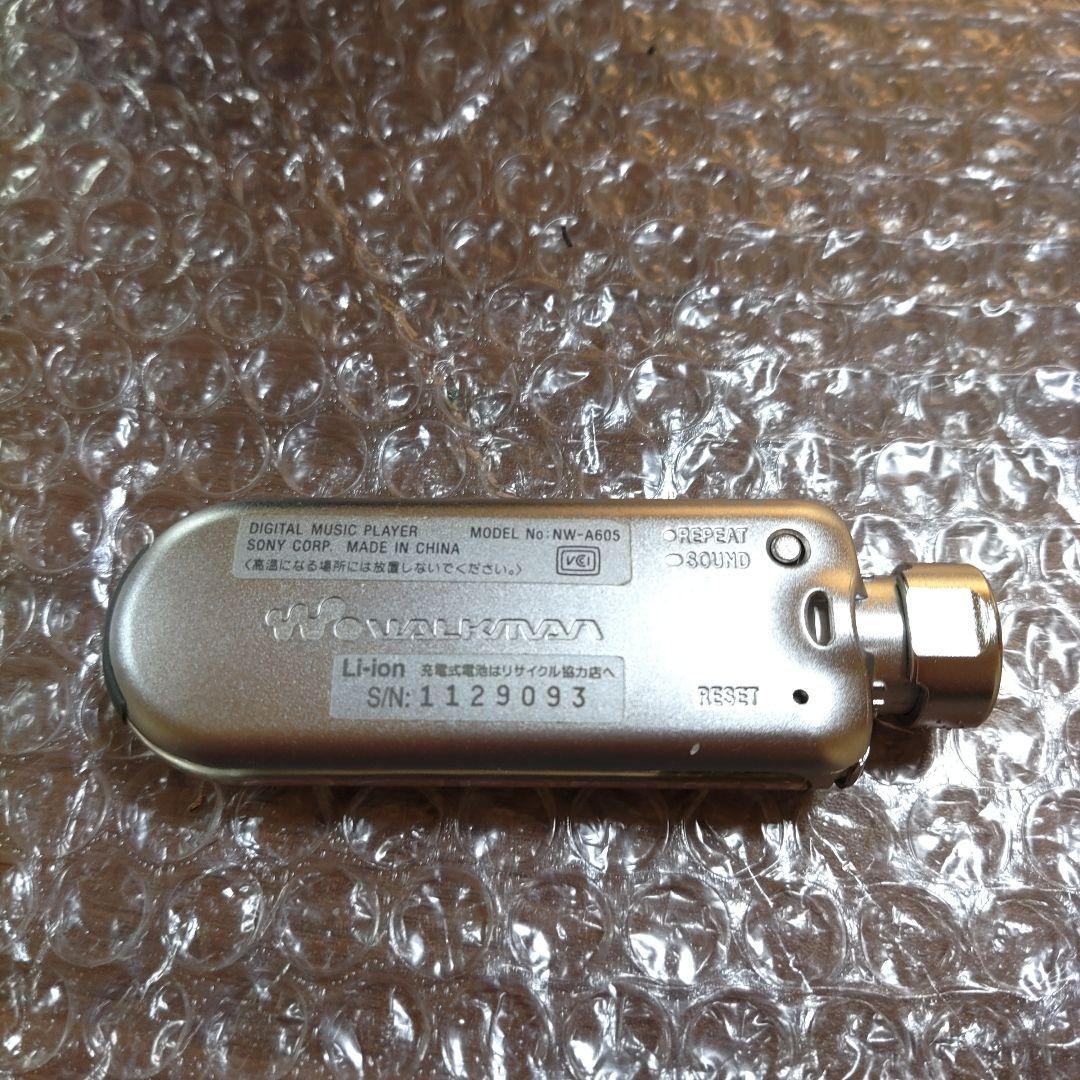 DIGITAL MUSIC PLAYER MODEL No: NW-A605
SONY CORP. MADE IN CHINA
〈高温になる場所には放置しないでください。〉
VCI
REPEAT
SOUND
WALKMAN
Li-ion 充電式電池はリサイクル協力店へ
S/N: 1129093
RESET